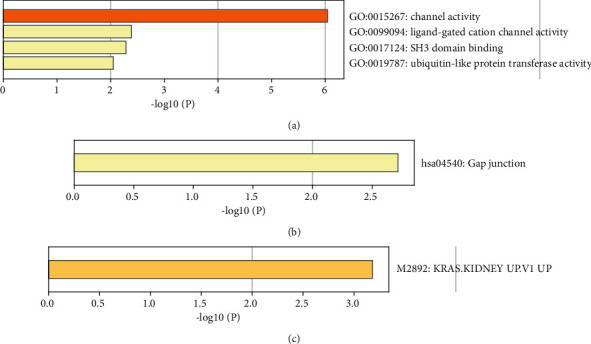 GO:0015267: channel activity
GO:0099094: ligand-gated cation channel activity
GO:0017124: SH3 domain binding
GO:0019787: ubiquitin-like protein transferase activity
0 1 2 3 4 5 6
-log10 (P)
(a)
hsa04540: Gap junction
0.0 0.5 1.0 1.5 2.0 2.5
-log10 (P)
(b)
M2892: KRAS.KIDNEY UP.V1 UP
0.0 0.5 1.0 1.5 2.0 2.5 3.0
-log10 (P)
(c)